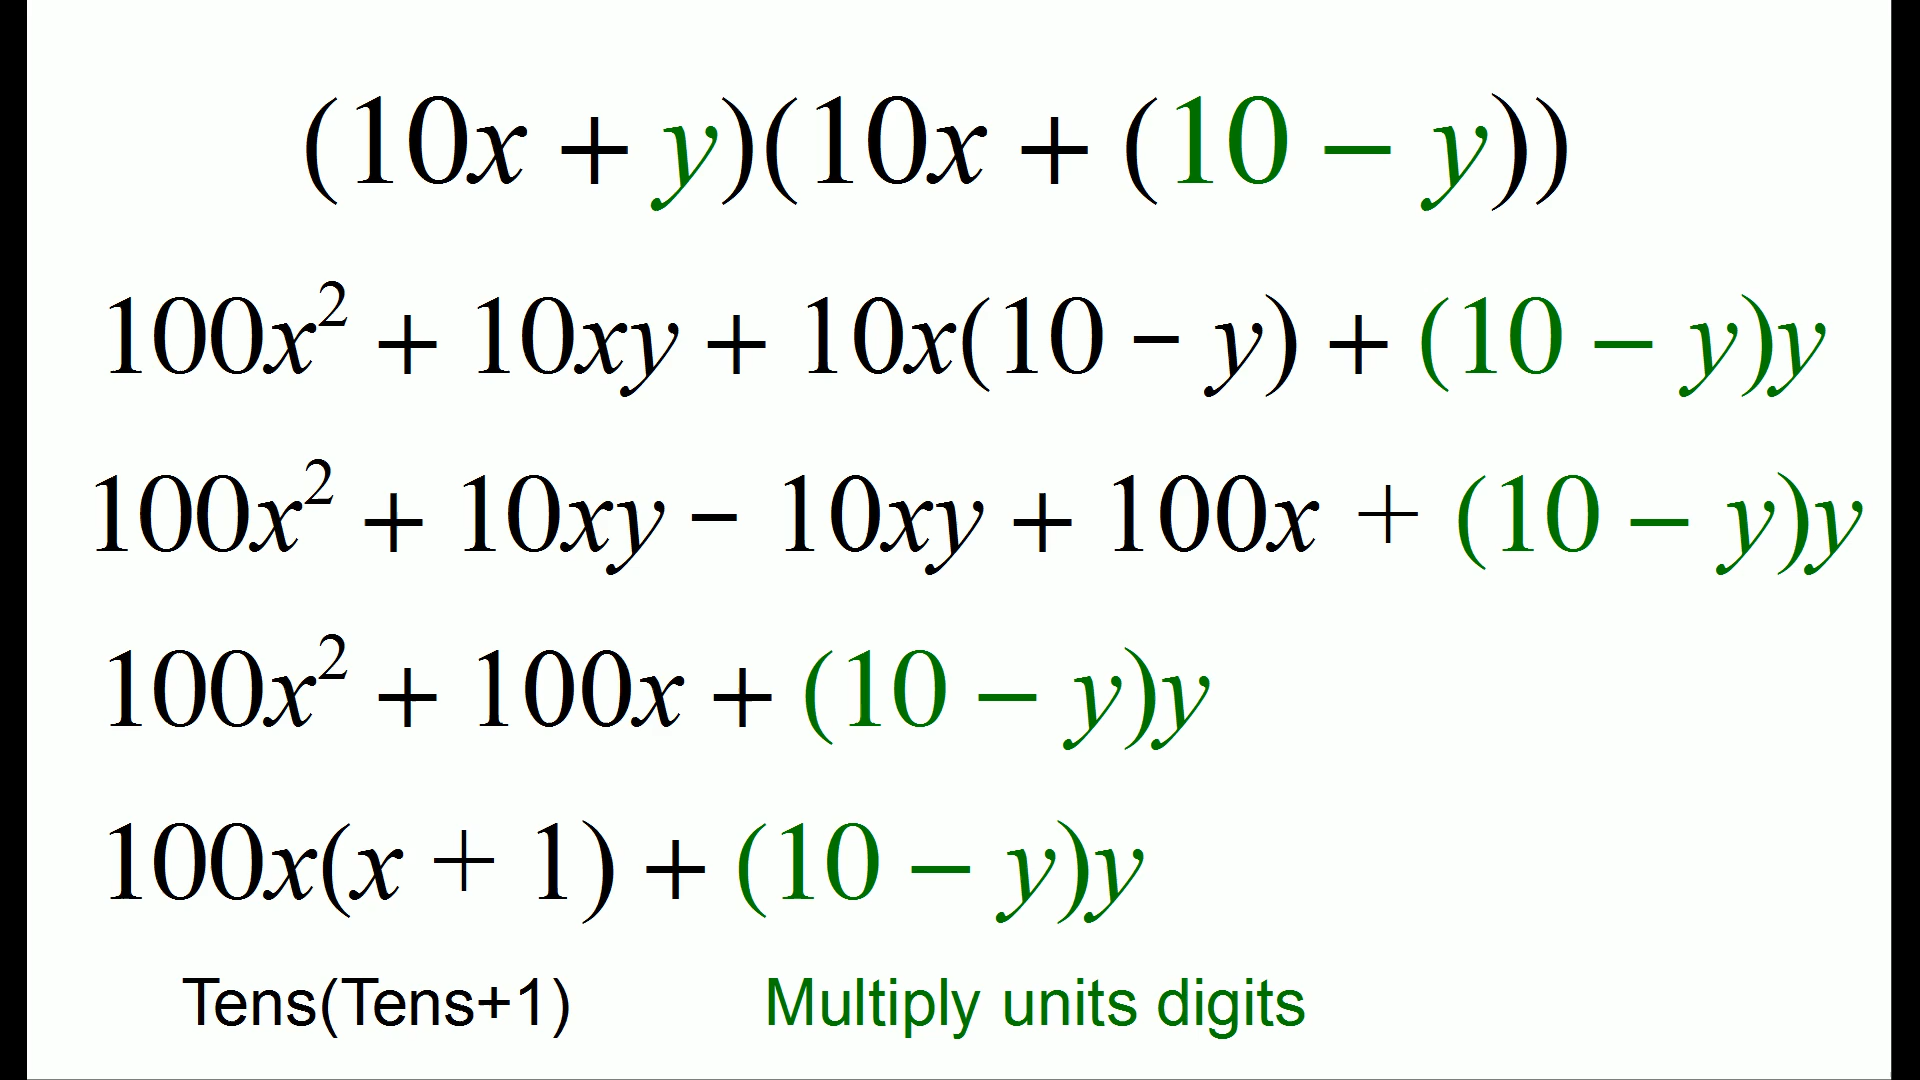 (10x + y)(10x + (10 − y))
100x² + 10xy + 10x(10 − y) + (10 − y)y
100x² + 10xy − 10xy + 100x + (10 − y)y
100x² + 100x + (10 − y)y
100x(x + 1) + (10 − y)y
Tens(Tens+1) Multiply units digits